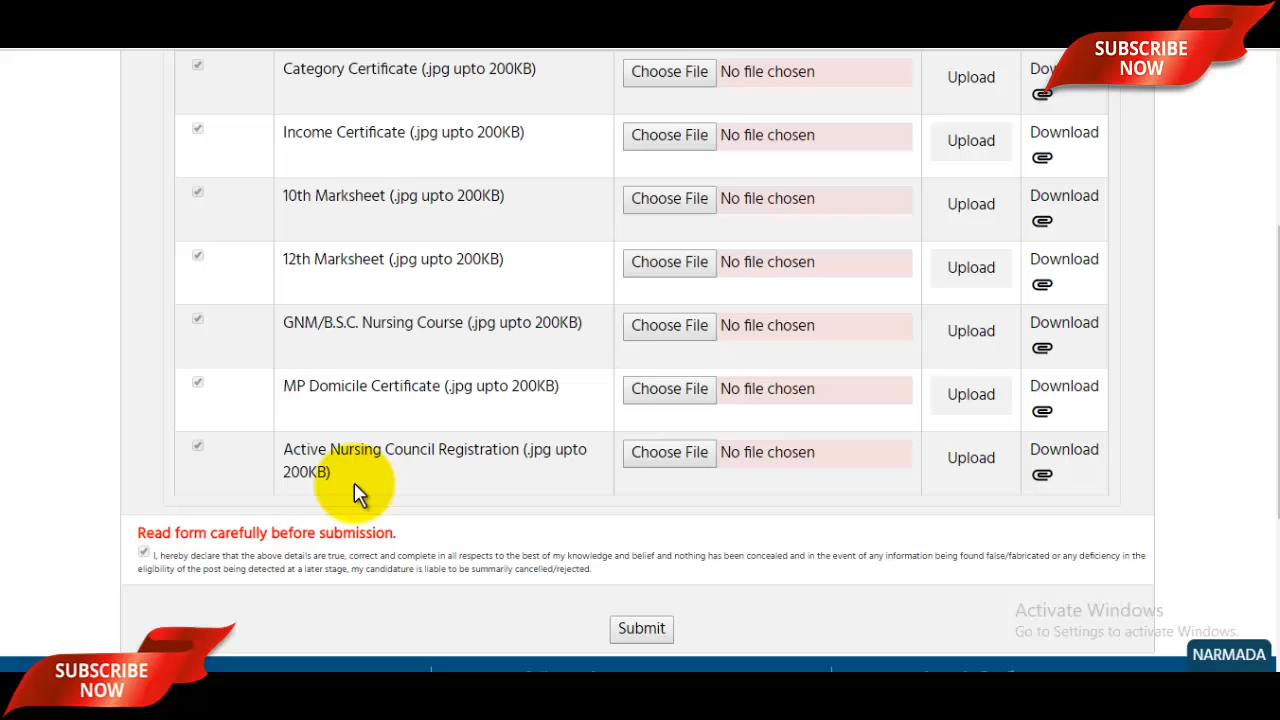 SUBSCRIBE
NOW
Category Certificate (.jpg upto 200KB) Choose File No file chosen Upload
Income Certificate (.jpg upto 200KB) Choose File No file chosen Upload Download
10th Marksheet (.jpg upto 200KB) Choose File No file chosen Upload Download
12th Marksheet (.jpg upto 200KB) Choose File No file chosen Upload Download
GNM/B.S.C. Nursing Course (.jpg upto 200KB) Choose File No file chosen Upload Download
MP Domicile Certificate (.jpg upto 200KB) Choose File No file chosen Upload Download
Active Nursing Council Registration (.jpg upto Choose File No file chosen Upload Download
200KB)
Read form carefully before submission.
I, hereby declare that the above details are true, correct and complete in all respects to the best of my knowledge and belief and nothing has been concealed and in the event of any information being found false/fabricated or any deficiency in the
eligibility of the post being detected at a later stage, my candidature is liable to be summarily cancelled/rejected.
Submit
Activate Windows
Go to Settings to activate Windows.
NARMADA
SUBSCRIBE
NOW